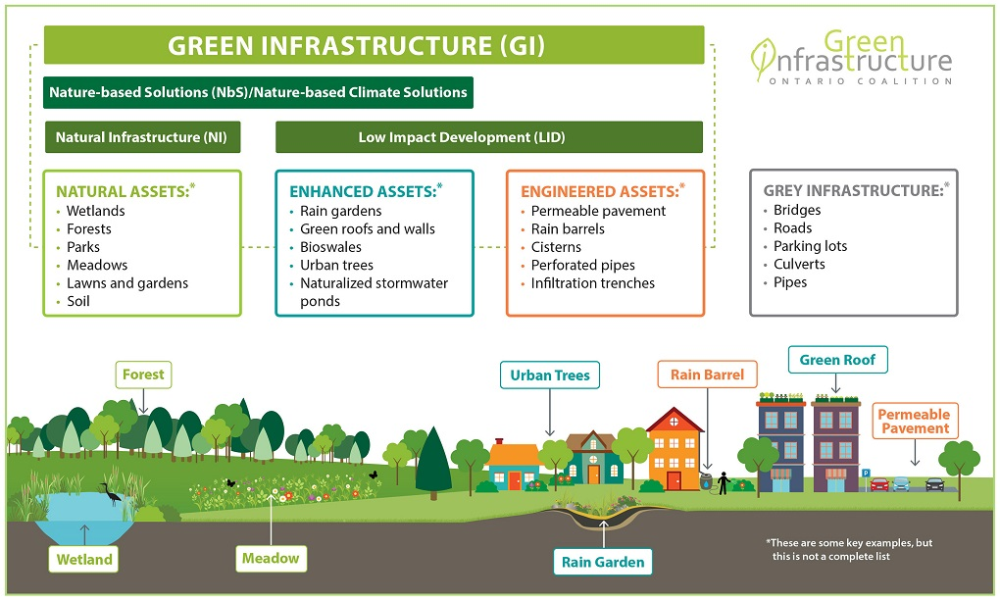 GREEN INFRASTRUCTURE (GI)
Green
infrastructure
ONTARIO COALITION
Nature-based Solutions (NbS)/Nature-based Climate Solutions
Natural Infrastructure (NI)
Low Impact Development (LID)
NATURAL ASSETS:*
• Wetlands
• Forests
• Parks
• Meadows
• Lawns and gardens
• Soil
ENHANCED ASSETS:*
• Rain gardens
• Green roofs and walls
• Bioswales
• Urban trees
• Naturalized stormwater
ponds
ENGINEERED ASSETS:*
• Permeable pavement
• Rain barrels
• Cisterns
• Perforated pipes
• Infiltration trenches
GREY INFRASTRUCTURE:*
• Bridges
• Roads
• Parking lots
• Culverts
• Pipes
Forest
Urban Trees
Rain Barrel
Green Roof
Permeable
Pavement
P
Wetland
Meadow
Rain Garden
*These are some key examples, but
this is not a complete list